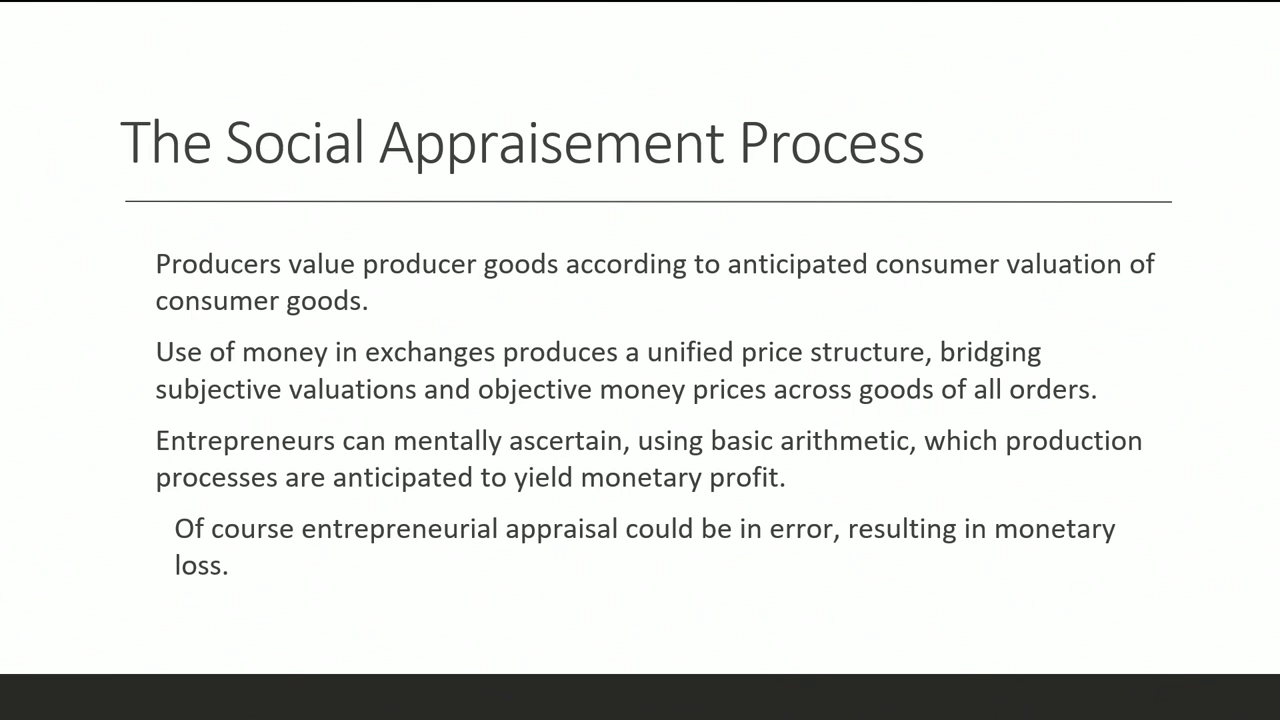 The Social Appraisement Process
Producers value producer goods according to anticipated consumer valuation of
consumer goods.
Use of money in exchanges produces a unified price structure, bridging
subjective valuations and objective money prices across goods of all orders.
Entrepreneurs can mentally ascertain, using basic arithmetic, which production
processes are anticipated to yield monetary profit.
Of course entrepreneurial appraisal could be in error, resulting in monetary
loss.